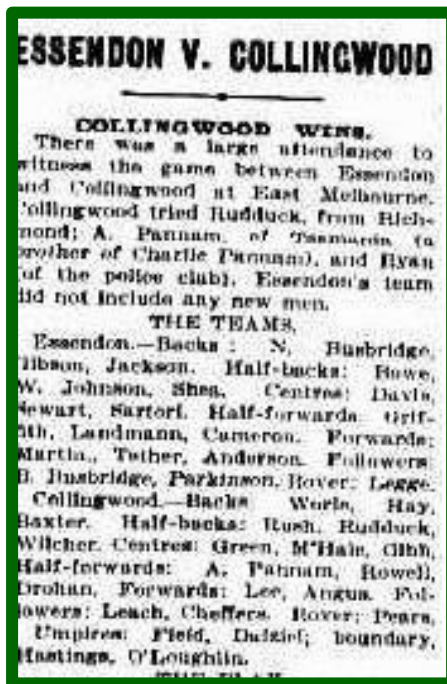 ESSENDON V. COLLINGWOOD
COLLINGWOOD WINS.
There was a large attendance to
witness the game between Essendon
and Collingwood at East Melbourne.
Collingwood tried Rudduck, from Rich-
mond; A. Pannam, of Tasmania (a
brother of Charlie Pannam), and Ryan
(of the police club). Essendon's team
did not include any new men.
THE TEAMS.
Essendon.—Backs: N. Busbridge,
Gibson, Jackson. Half-backs: Bowe,
W. Johnson, Shea. Centres: Davis,
Sewart, Sartori. Half-forwards: Grif-
fith, Landmann, Cameron. Forwards:
Martin, Tother, Anderson. Followers:
B. Busbridge, Parkinson. Rover: Legge.
Collingwood.—Backs: Worle, Hay,
Baxter. Half-backs: Rush, Rudduck,
Wilcher. Centres: Green, M'Hale, Gibb,
Half-forwards: A. Pannam, Rowell,
Drohan, Forwards: Lee, Angus. Fol-
lowers: Leach, Cheffers. Rover: Pears.
Umpires: Field, Dalziel; boundary,
Hastings, O'Loughlin.